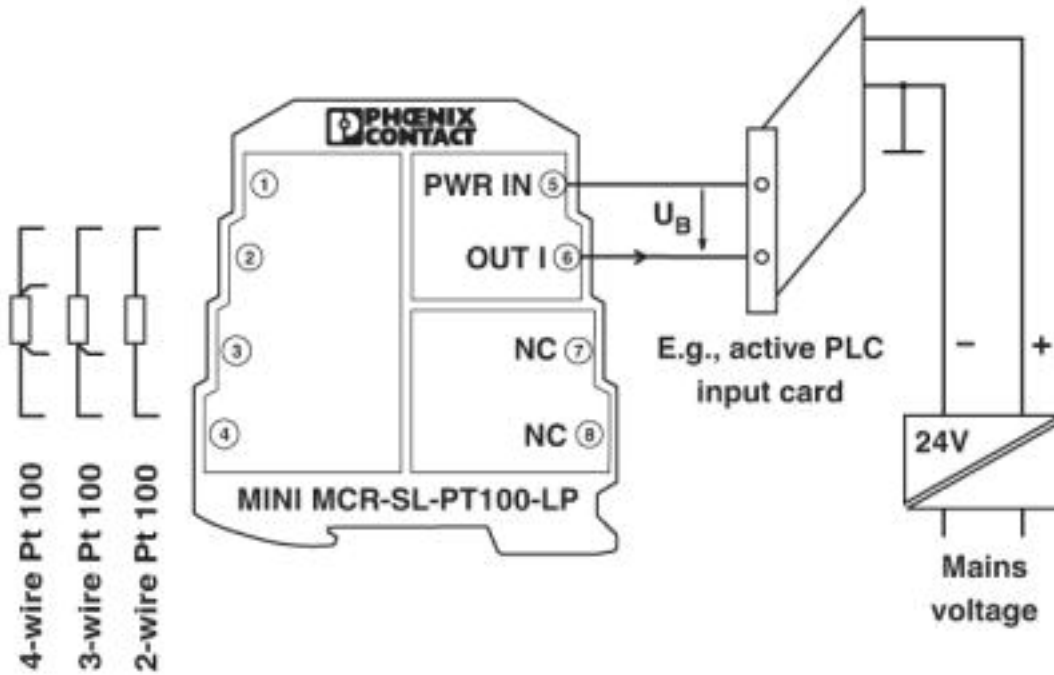 PHŒNIX
CONTACT
1
PWR IN 5
U_B
2
OUT I 6
3
NC 7
E.g., active PLC
input card
− +
4
NC 8
24V
MINI MCR-SL-PT100-LP
4-wire Pt 100
3-wire Pt 100
2-wire Pt 100
Mains
voltage